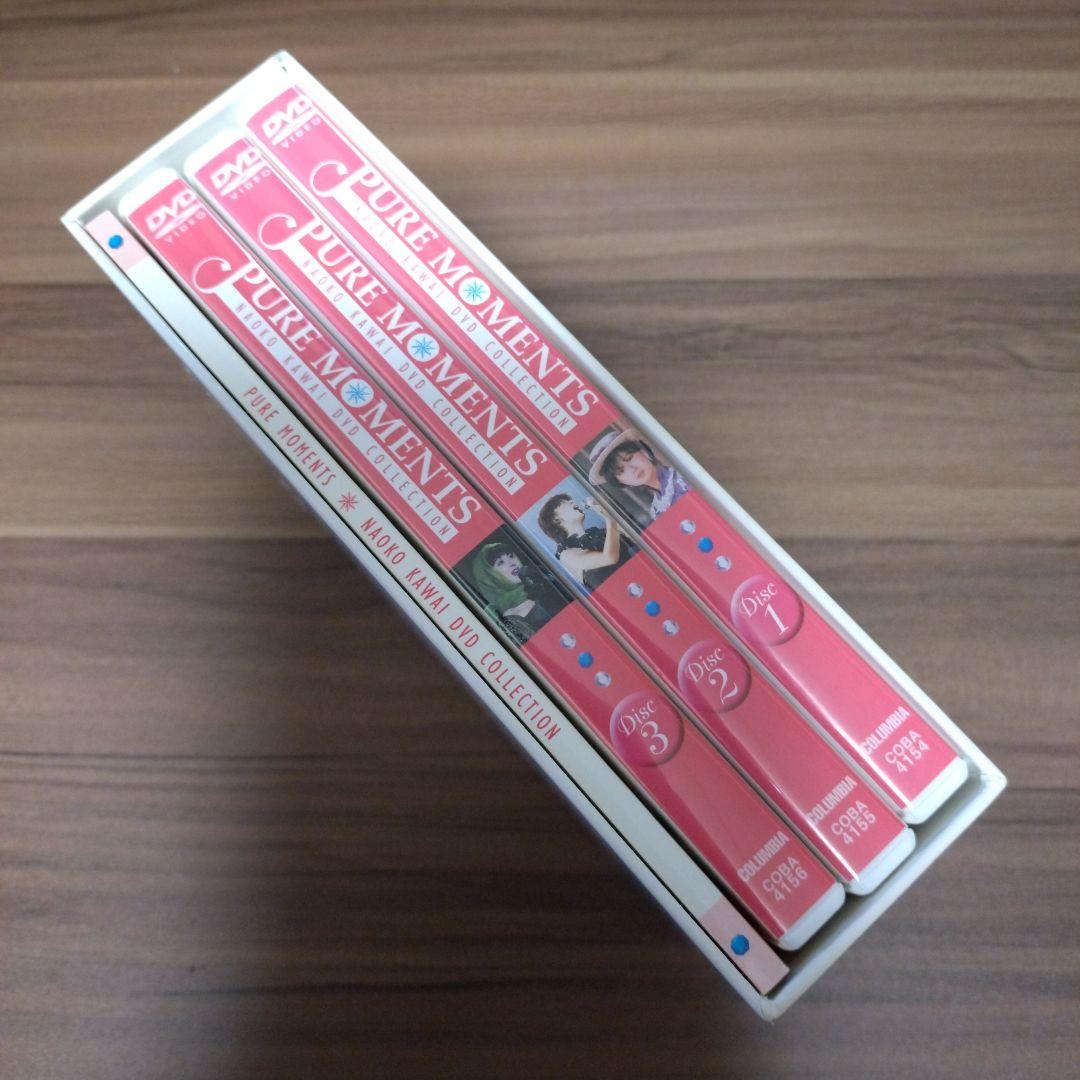 DVD
VIDEO
PURE MOMENTS
NAOKO KAWAI DVD COLLECTION
Disc
1
COLUMBIA
COBA
4154
DVD
VIDEO
PURE MOMENTS
NAOKO KAWAI DVD COLLECTION
Disc
2
COLUMBIA
COBA
4155
DVD
VIDEO
PURE MOMENTS
NAOKO KAWAI DVD COLLECTION
Disc
3
COLUMBIA
COBA
4156
PURE MOMENTS NAOKO KAWAI DVD COLLECTION